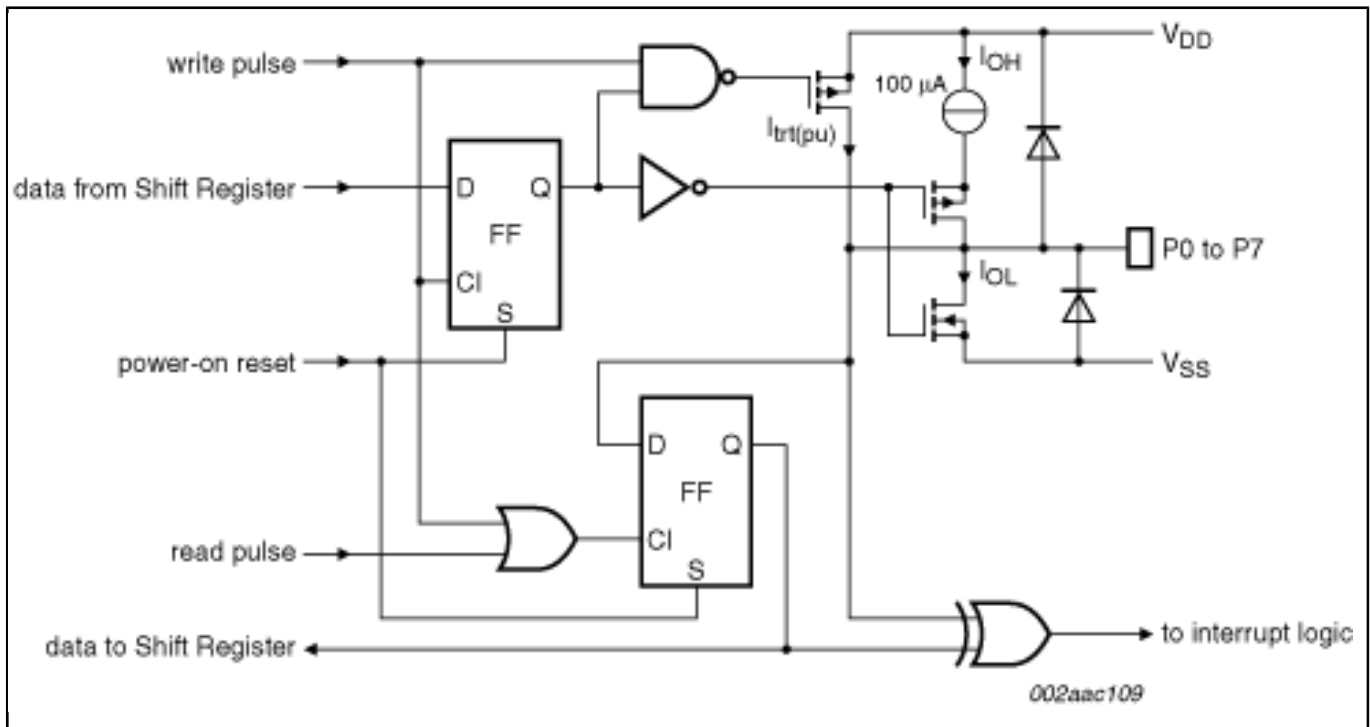 write pulse
V_DD
I_OH
100 µA
I_trt(pu)
data from Shift Register
D
Q
FF
CI
S
P0 to P7
I_OL
power-on reset
V_SS
D
Q
FF
CI
S
read pulse
data to Shift Register
to interrupt logic
002aac109